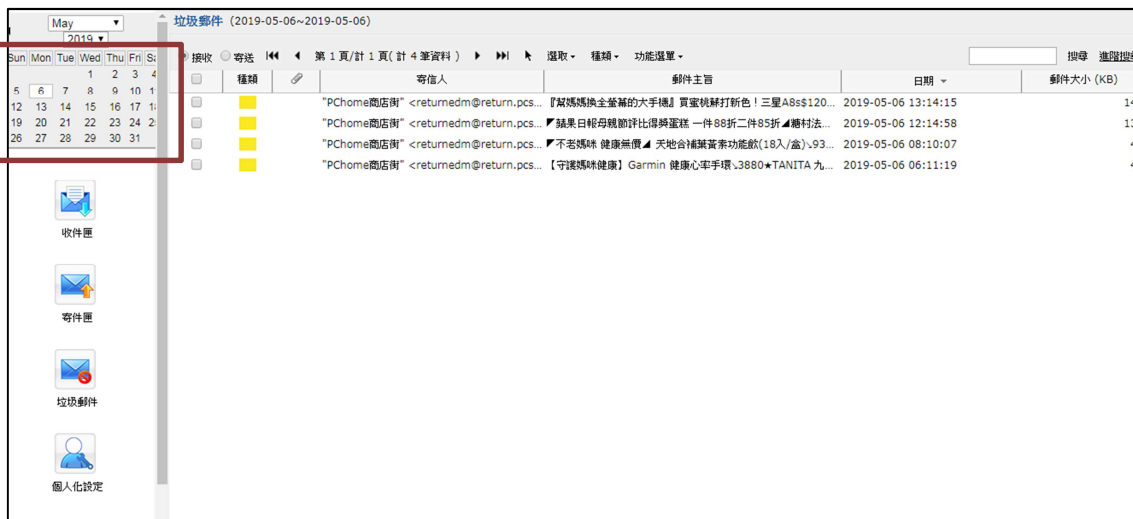 May
2019
Sun Mon Tue Wed Thu Fri Sa
1 2 3 4
5 6 7 8 9 10 11
12 13 14 15 16 17 18
19 20 21 22 23 24 25
26 27 28 29 30 31
收件匣
寄件匣
垃圾郵件
個人化設定
垃圾郵件 (2019-05-06~2019-05-06)
接收 寄送 第 1 頁/計 1 頁( 計 4 筆資料 ) 選取 種類 功能選單 搜尋 進階搜尋
種類 寄信人 郵件主旨 日期 郵件大小 (KB)
"PChome商店街" <returnedm@return.pcs... 『幫媽媽換全螢幕的大手機』買蜜桃蘇打新色！三星A8s$120... 2019-05-06 13:14:15 14
"PChome商店街" <returnedm@return.pcs... ◤蘋果日報母親節評比得獎蛋糕 一件88折二件85折◢糖村法... 2019-05-06 12:14:58 13
"PChome商店街" <returnedm@return.pcs... ◤不老媽咪 健康無價◢ 天地合補葉黃素功能飲(18入/盒)↘93... 2019-05-06 08:10:07 4
"PChome商店街" <returnedm@return.pcs... 【守護媽咪健康】Garmin 健康心率手環↘3880★TANITA 九... 2019-05-06 06:11:19 4